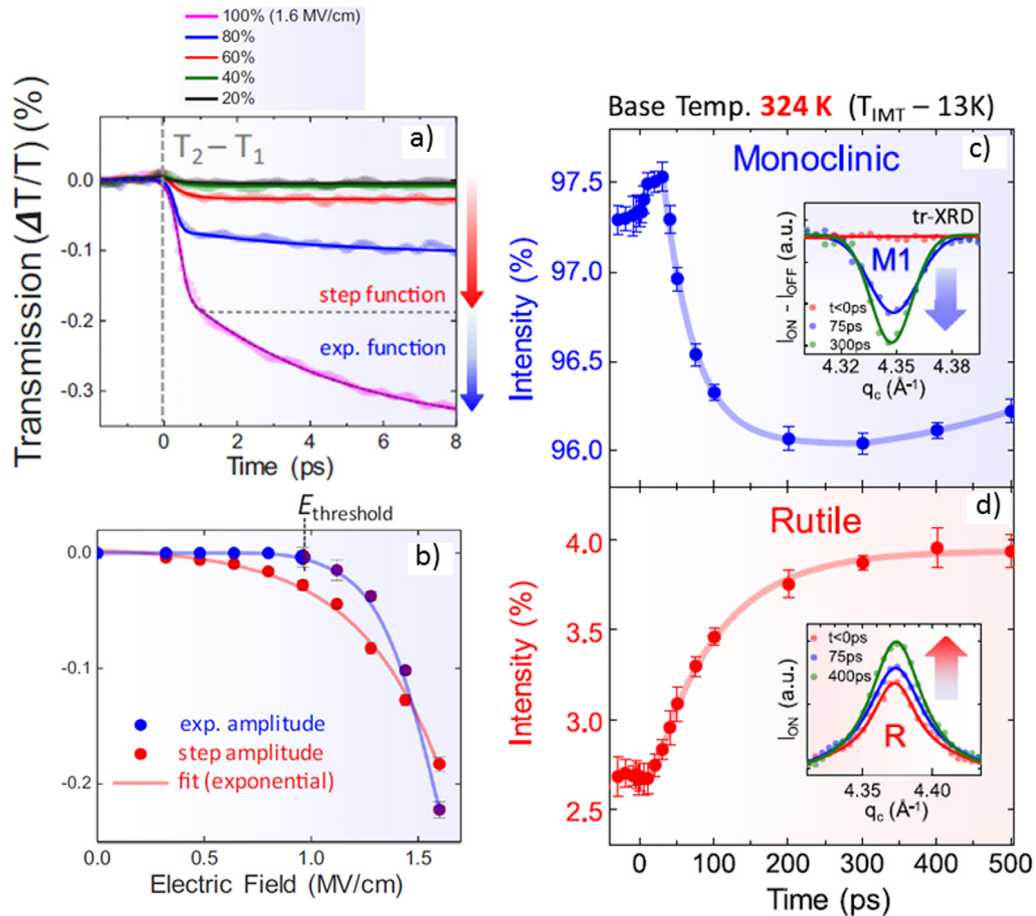 100% (1.6 MV/cm)
80%
60%
40%
20%
Transmission (ΔT/T) (%)
a)
T2 – T1
0.0
-0.1
-0.2
-0.3
step function
exp. function
0 2 4 6 8
Time (ps)
Ethreshold
b)
0.0
-0.1
-0.2
exp. amplitude
step amplitude
fit (exponential)
0.0 0.5 1.0 1.5
Electric Field (MV/cm)
Base Temp. 324 K (TIMT – 13K)
Monoclinic
c)
Intensity (%)
97.5
97.0
96.5
96.0
tr-XRD
ION - IOFF (a.u.)
M1
t<0ps
75ps
300ps
4.32 4.35 4.38
qc (Å-1)
Rutile
d)
Intensity (%)
4.0
3.5
3.0
2.5
t<0ps
75ps
400ps
ION (a.u.)
R
4.35 4.40
qc (Å-1)
0 100 200 300 400 500
Time (ps)